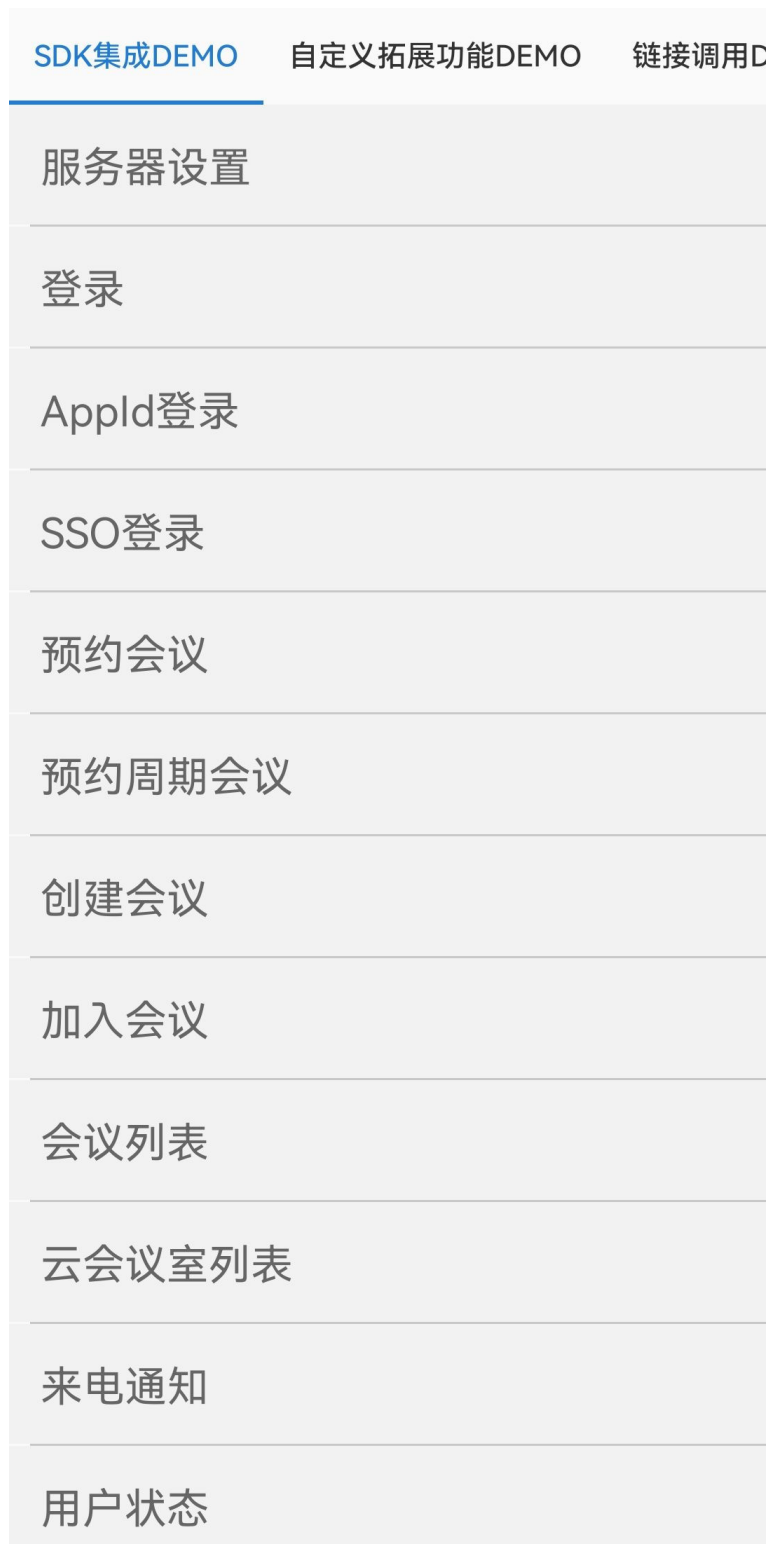 SDK集成DEMO 自定义拓展功能DEMO 链接调用D
服务器设置
登录
AppId登录
SSO登录
预约会议
预约周期会议
创建会议
加入会议
会议列表
云会议室列表
来电通知
用户状态